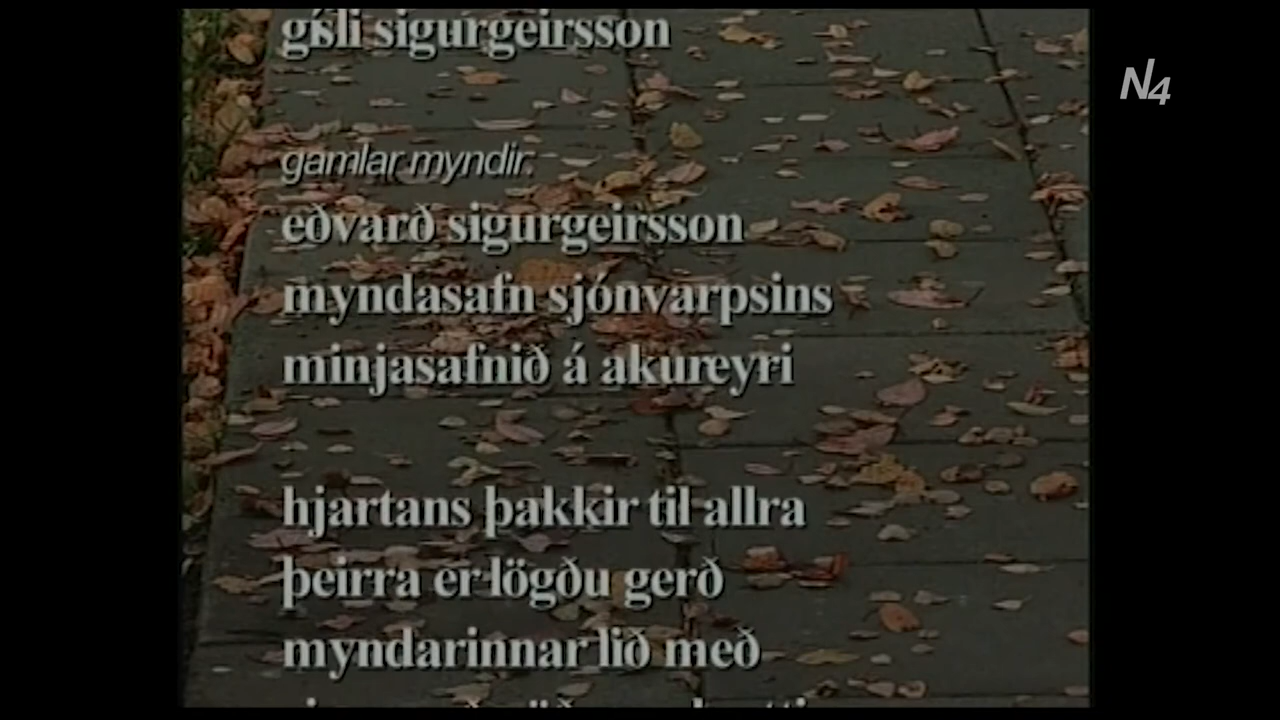 gísli sigurgeirsson
N4
gamlar myndir:
eðvarð sigurgeirsson
myndasafn sjónvarpsins
minjasafnið á akureyri
hjartans þakkir til allra
þeirra er lögðu gerð
myndarinnar lið með